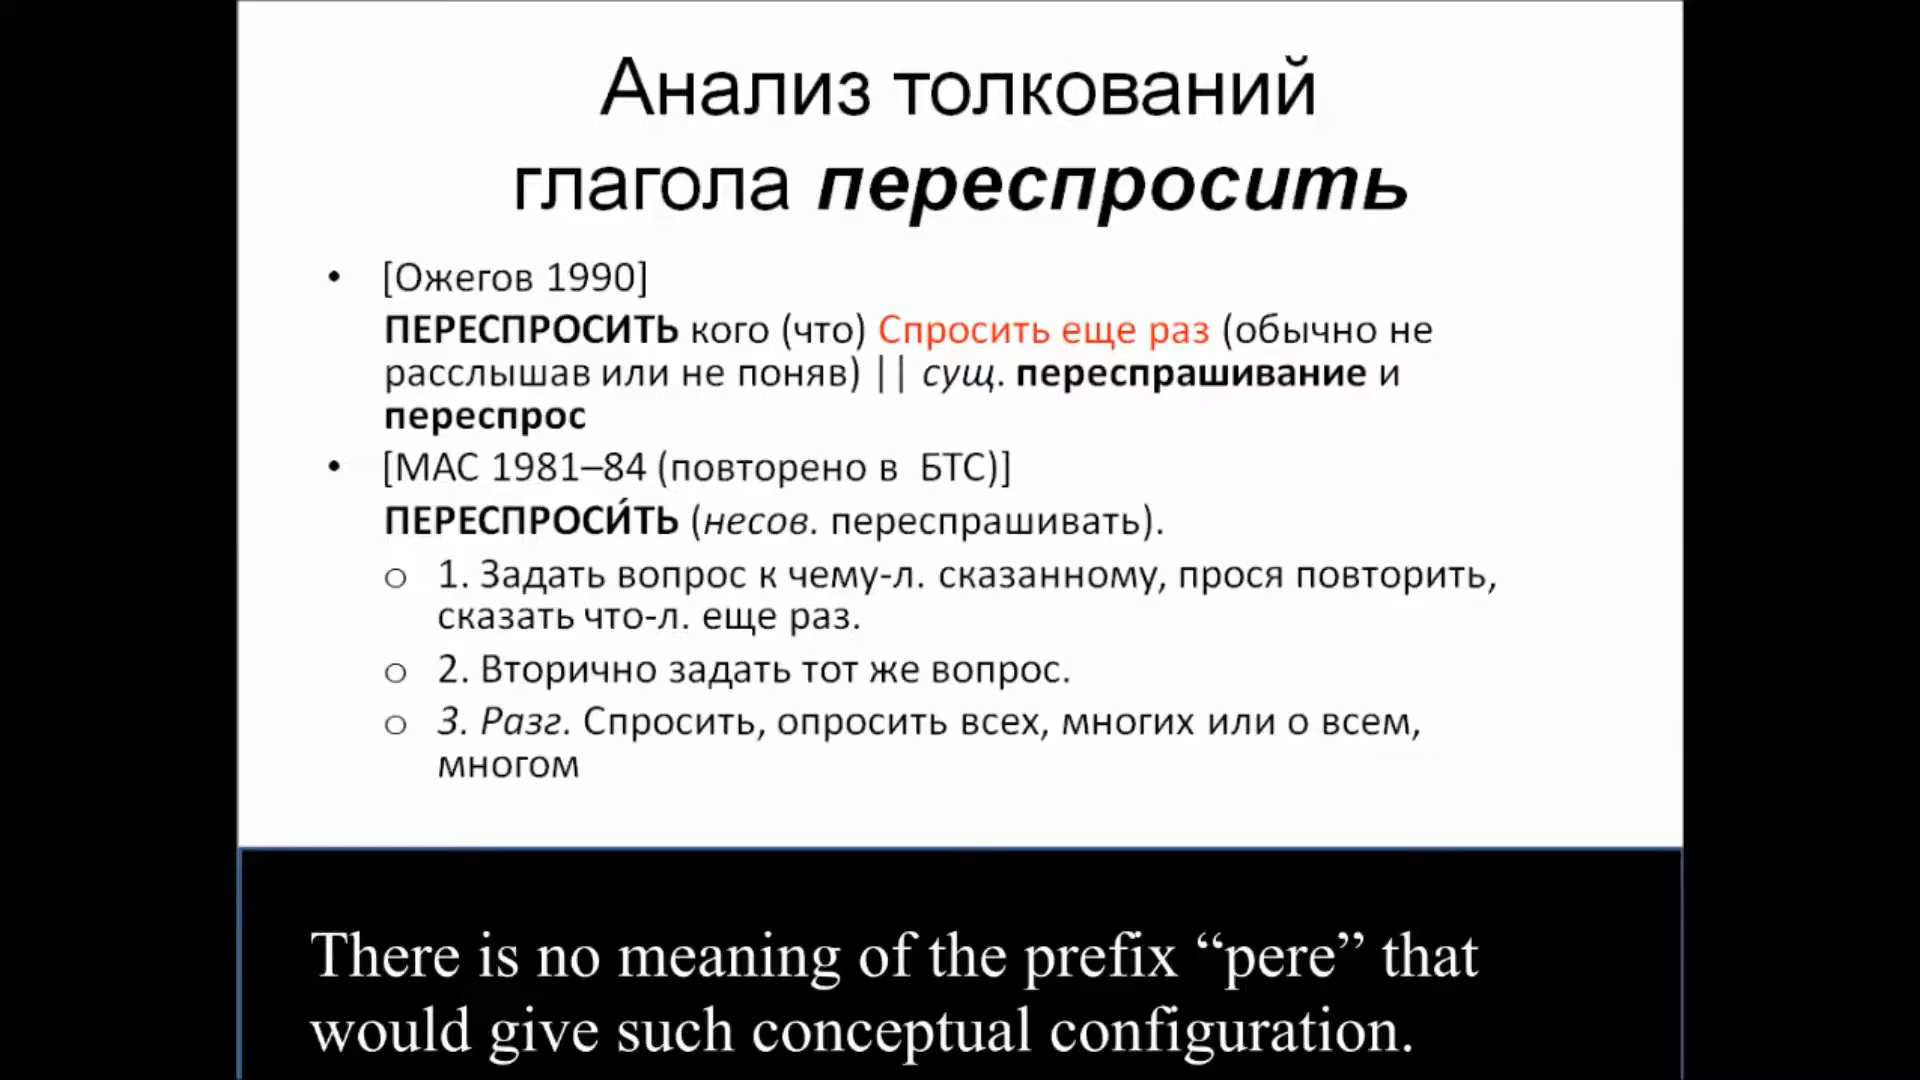 Анализ толкований
глагола переспросить
• [Ожегов 1990]
ПЕРЕСПРОСИТЬ кого (что) Спросить еще раз (обычно не
расслышав или не поняв) || сущ. переспрашивание и
переспрос
• [МАС 1981–84 (повторено в БТС)]
ПЕРЕСПРОСИ́ТЬ (несов. переспрашивать).
o 1. Задать вопрос к чему-л. сказанному, прося повторить,
сказать что-л. еще раз.
o 2. Вторично задать тот же вопрос.
o 3. Разг. Спросить, опросить всех, многих или о всем,
многом
There is no meaning of the prefix “pere” that
would give such conceptual configuration.